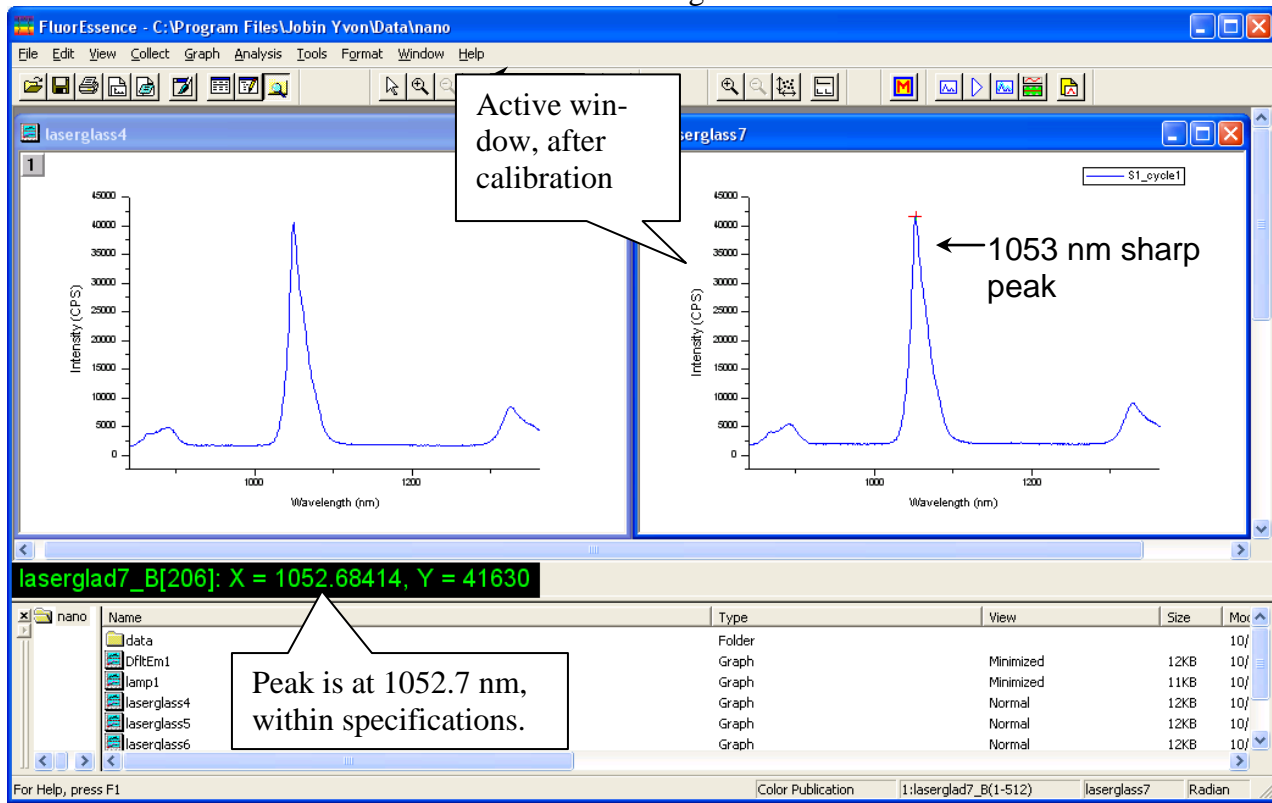 FluorEssence - C:\Program Files\Jobin Yvon\Data\nano
File Edit View Collect Graph Analysis Tools Format Window Help
M
Active win-
dow, after
calibration
laserglass4
serglass7
1
S1_cycle1
45000
40000
35000
30000
25000
20000
15000
10000
5000
0
Intensity (CPS)
1000
1200
Wavelength (nm)
45000
40000
35000
30000
25000
20000
15000
10000
5000
0
Intensity (CPS)
1000
1200
Wavelength (nm)
1053 nm sharp
peak
laserglad7_B[206]: X = 1052.68414, Y = 41630
nano
Name Type View Size
data Folder 10/
DfltEm1 Graph Minimized 12KB 10/
lamp1 Graph Minimized 11KB 10/
laserglass4 Graph Normal 12KB 10/
laserglass5 Graph Normal 12KB 10/
laserglass6 Graph Normal 12KB 10/
Peak is at 1052.7 nm,
within specifications.
For Help, press F1 Color Publication 1:laserglad7_B(1-512) laserglass7 Radian